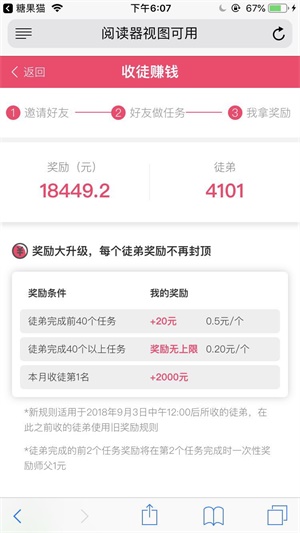 糖果猫
下午6:07
67%
阅读器视图可用
返回
收徒赚钱
1 邀请好友
2 好友做任务
3 我拿奖励
奖励（元）
徒弟
18449.2
4101
奖励大升级，每个徒弟奖励不再封顶
奖励条件 我的奖励
徒弟完成前40个任务 +20元 0.5元/个
徒弟完成40个以上任务 奖励无上限 0.20元/个
本月收徒第1名 +2000元
*新规则适用于2018年9月3日中午12:00后所收的徒弟，在
此之前收的徒弟使用旧奖励规则
*徒弟完成的前2个任务奖励将在第2个任务完成时一次性奖
励师父1元